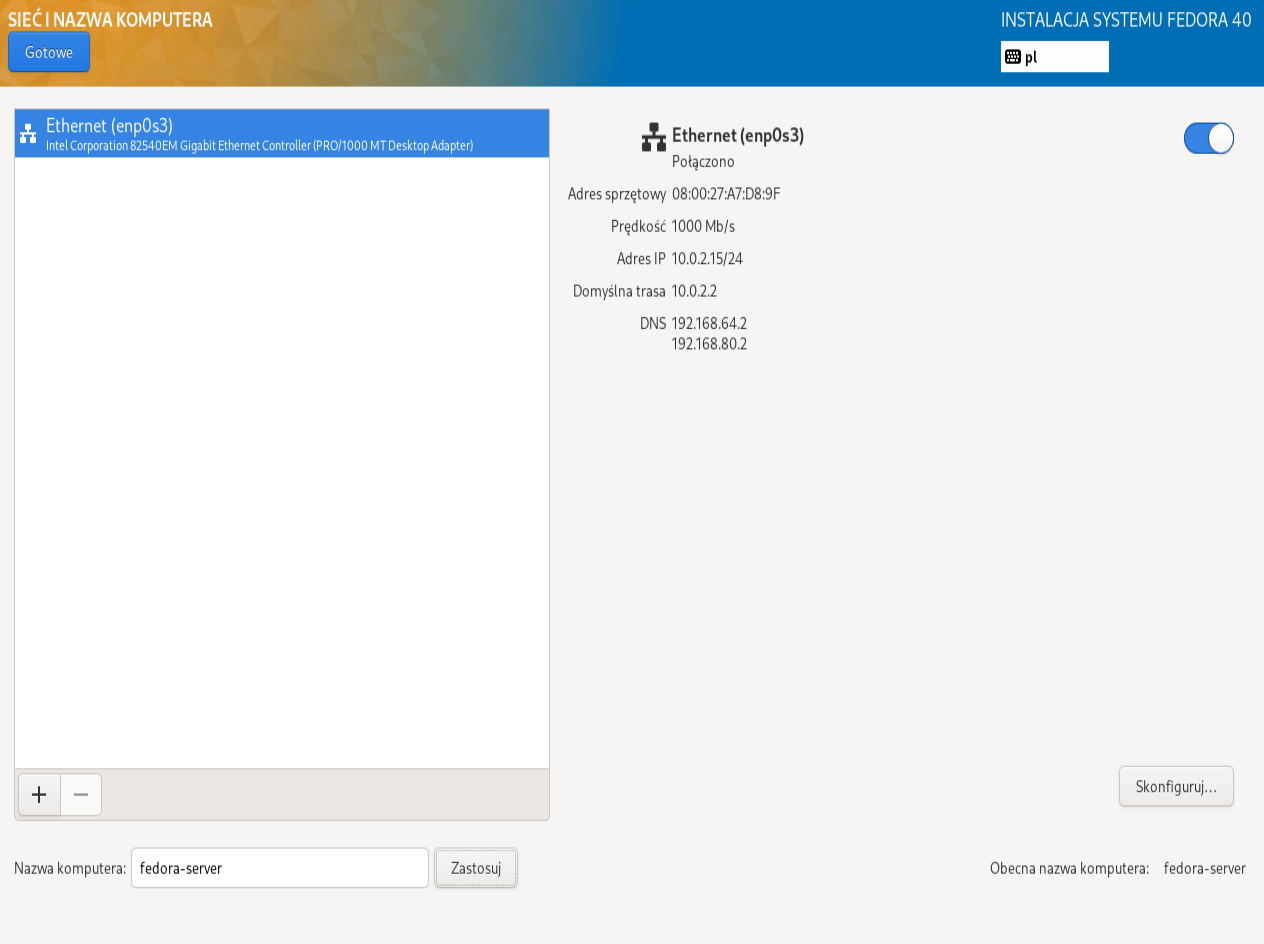 SIEĆ I NAZWA KOMPUTERA
INSTALACJA SYSTEMU FEDORA 40
Gotowe
pl
Ethernet (enp0s3)
Intel Corporation 82540EM Gigabit Ethernet Controller (PRO/1000 MT Desktop Adapter)
Ethernet (enp0s3)
Połączono
Adres sprzętowy 08:00:27:A7:D8:9F
Prędkość 1000 Mb/s
Adres IP 10.0.2.15/24
Domyślna trasa 10.0.2.2
DNS 192.168.64.2
192.168.80.2
+ −
Skonfiguruj…
Nazwa komputera: fedora-server Zastosuj
Obecna nazwa komputera: fedora-server